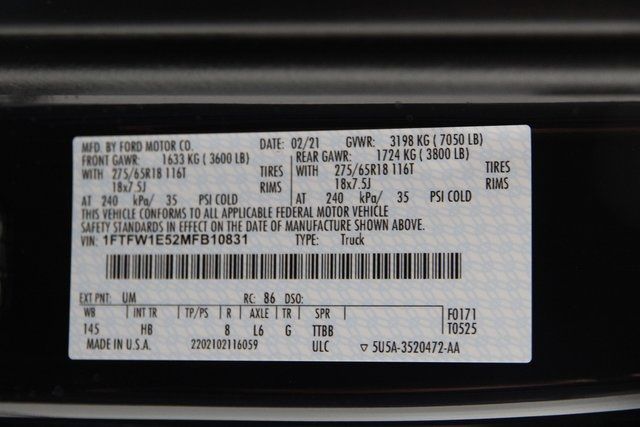 MFD. BY FORD MOTOR CO. DATE: 02/21 GVWR: 3198 KG ( 7050 LB)
FRONT GAWR: 1633 KG ( 3600 LB) REAR GAWR: 1724 KG ( 3800 LB)
WITH 275/65R18 116T TIRES WITH 275/65R18 116T TIRES
18x7.5J RIMS 18x7.5J RIMS
AT 240 kPa/ 35 PSI COLD AT 240 kPa/ 35 PSI COLD
THIS VEHICLE CONFORMS TO ALL APPLICABLE FEDERAL MOTOR VEHICLE
SAFETY STANDARDS IN EFFECT ON THE DATE OF MANUFACTURE SHOWN ABOVE.
VIN: 1FTFW1E52MFB10831 TYPE: Truck
EXT PNT: UM RC: 86 DSO:
WB INT TR TP/PS R AXLE TR SPR F0171
145 HB 8 L6 G TTBB T0525
MADE IN U.S.A. 2202102116059 ULC ▽ 5U5A-3520472-AA